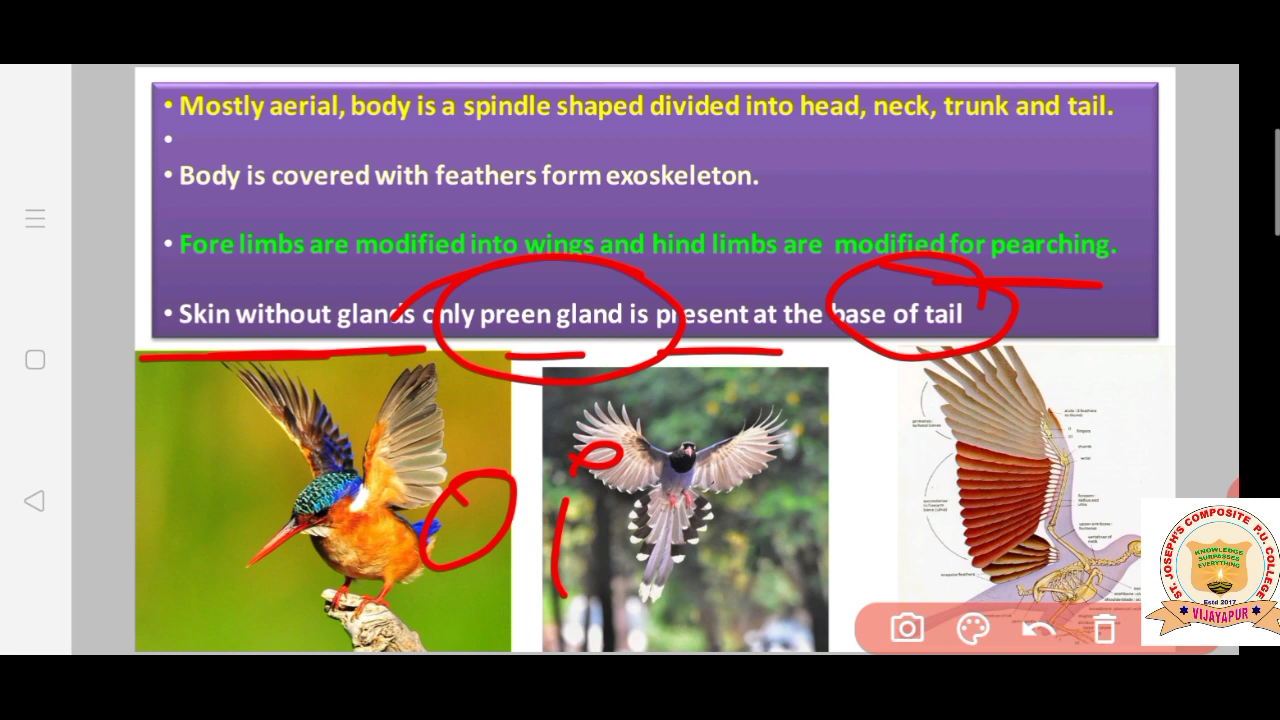 • Mostly aerial, body is a spindle shaped divided into head, neck, trunk and tail.
•
• Body is covered with feathers form exoskeleton.
• Fore limbs are modified into wings and hind limbs are modified for pearching.
• Skin without glands only preen gland is present at the base of tail
ST. JOSEPH'S COMPOSITE P.U. COLLEGE
KNOWLEDGE
SURPASSES
EVERYTHING
Estd 2017
VIJAYAPUR